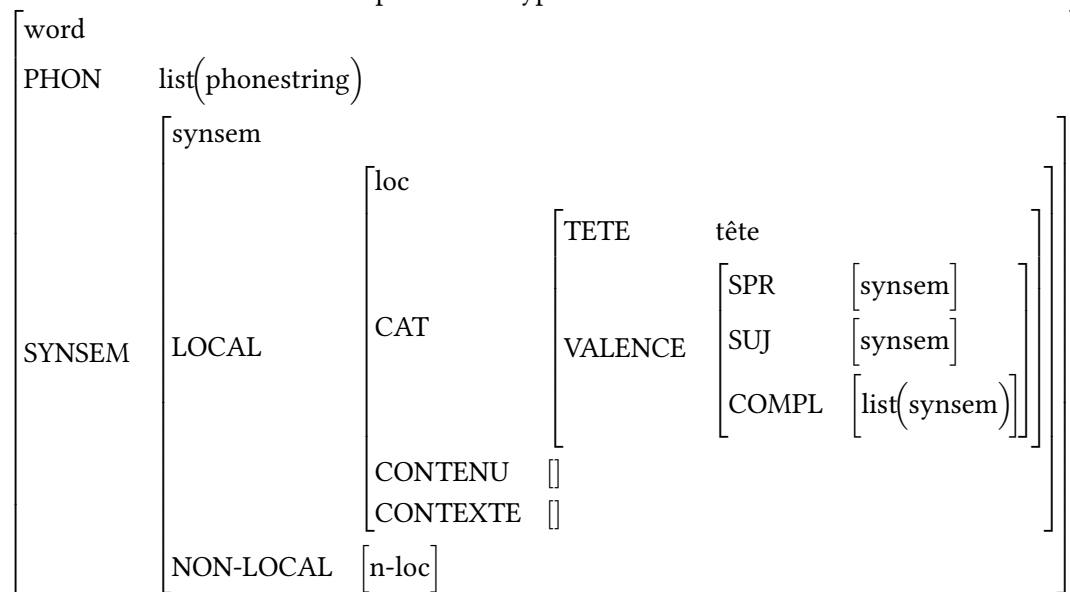 word
PHON list(phonestring)
synsem
loc
TETE tête
SPR [synsem]
CAT
SUJ [synsem]
SYNSEM LOCAL VALENCE
COMPL [list(synsem)]
CONTENU []
CONTEXTE []
NON-LOCAL [n-loc]